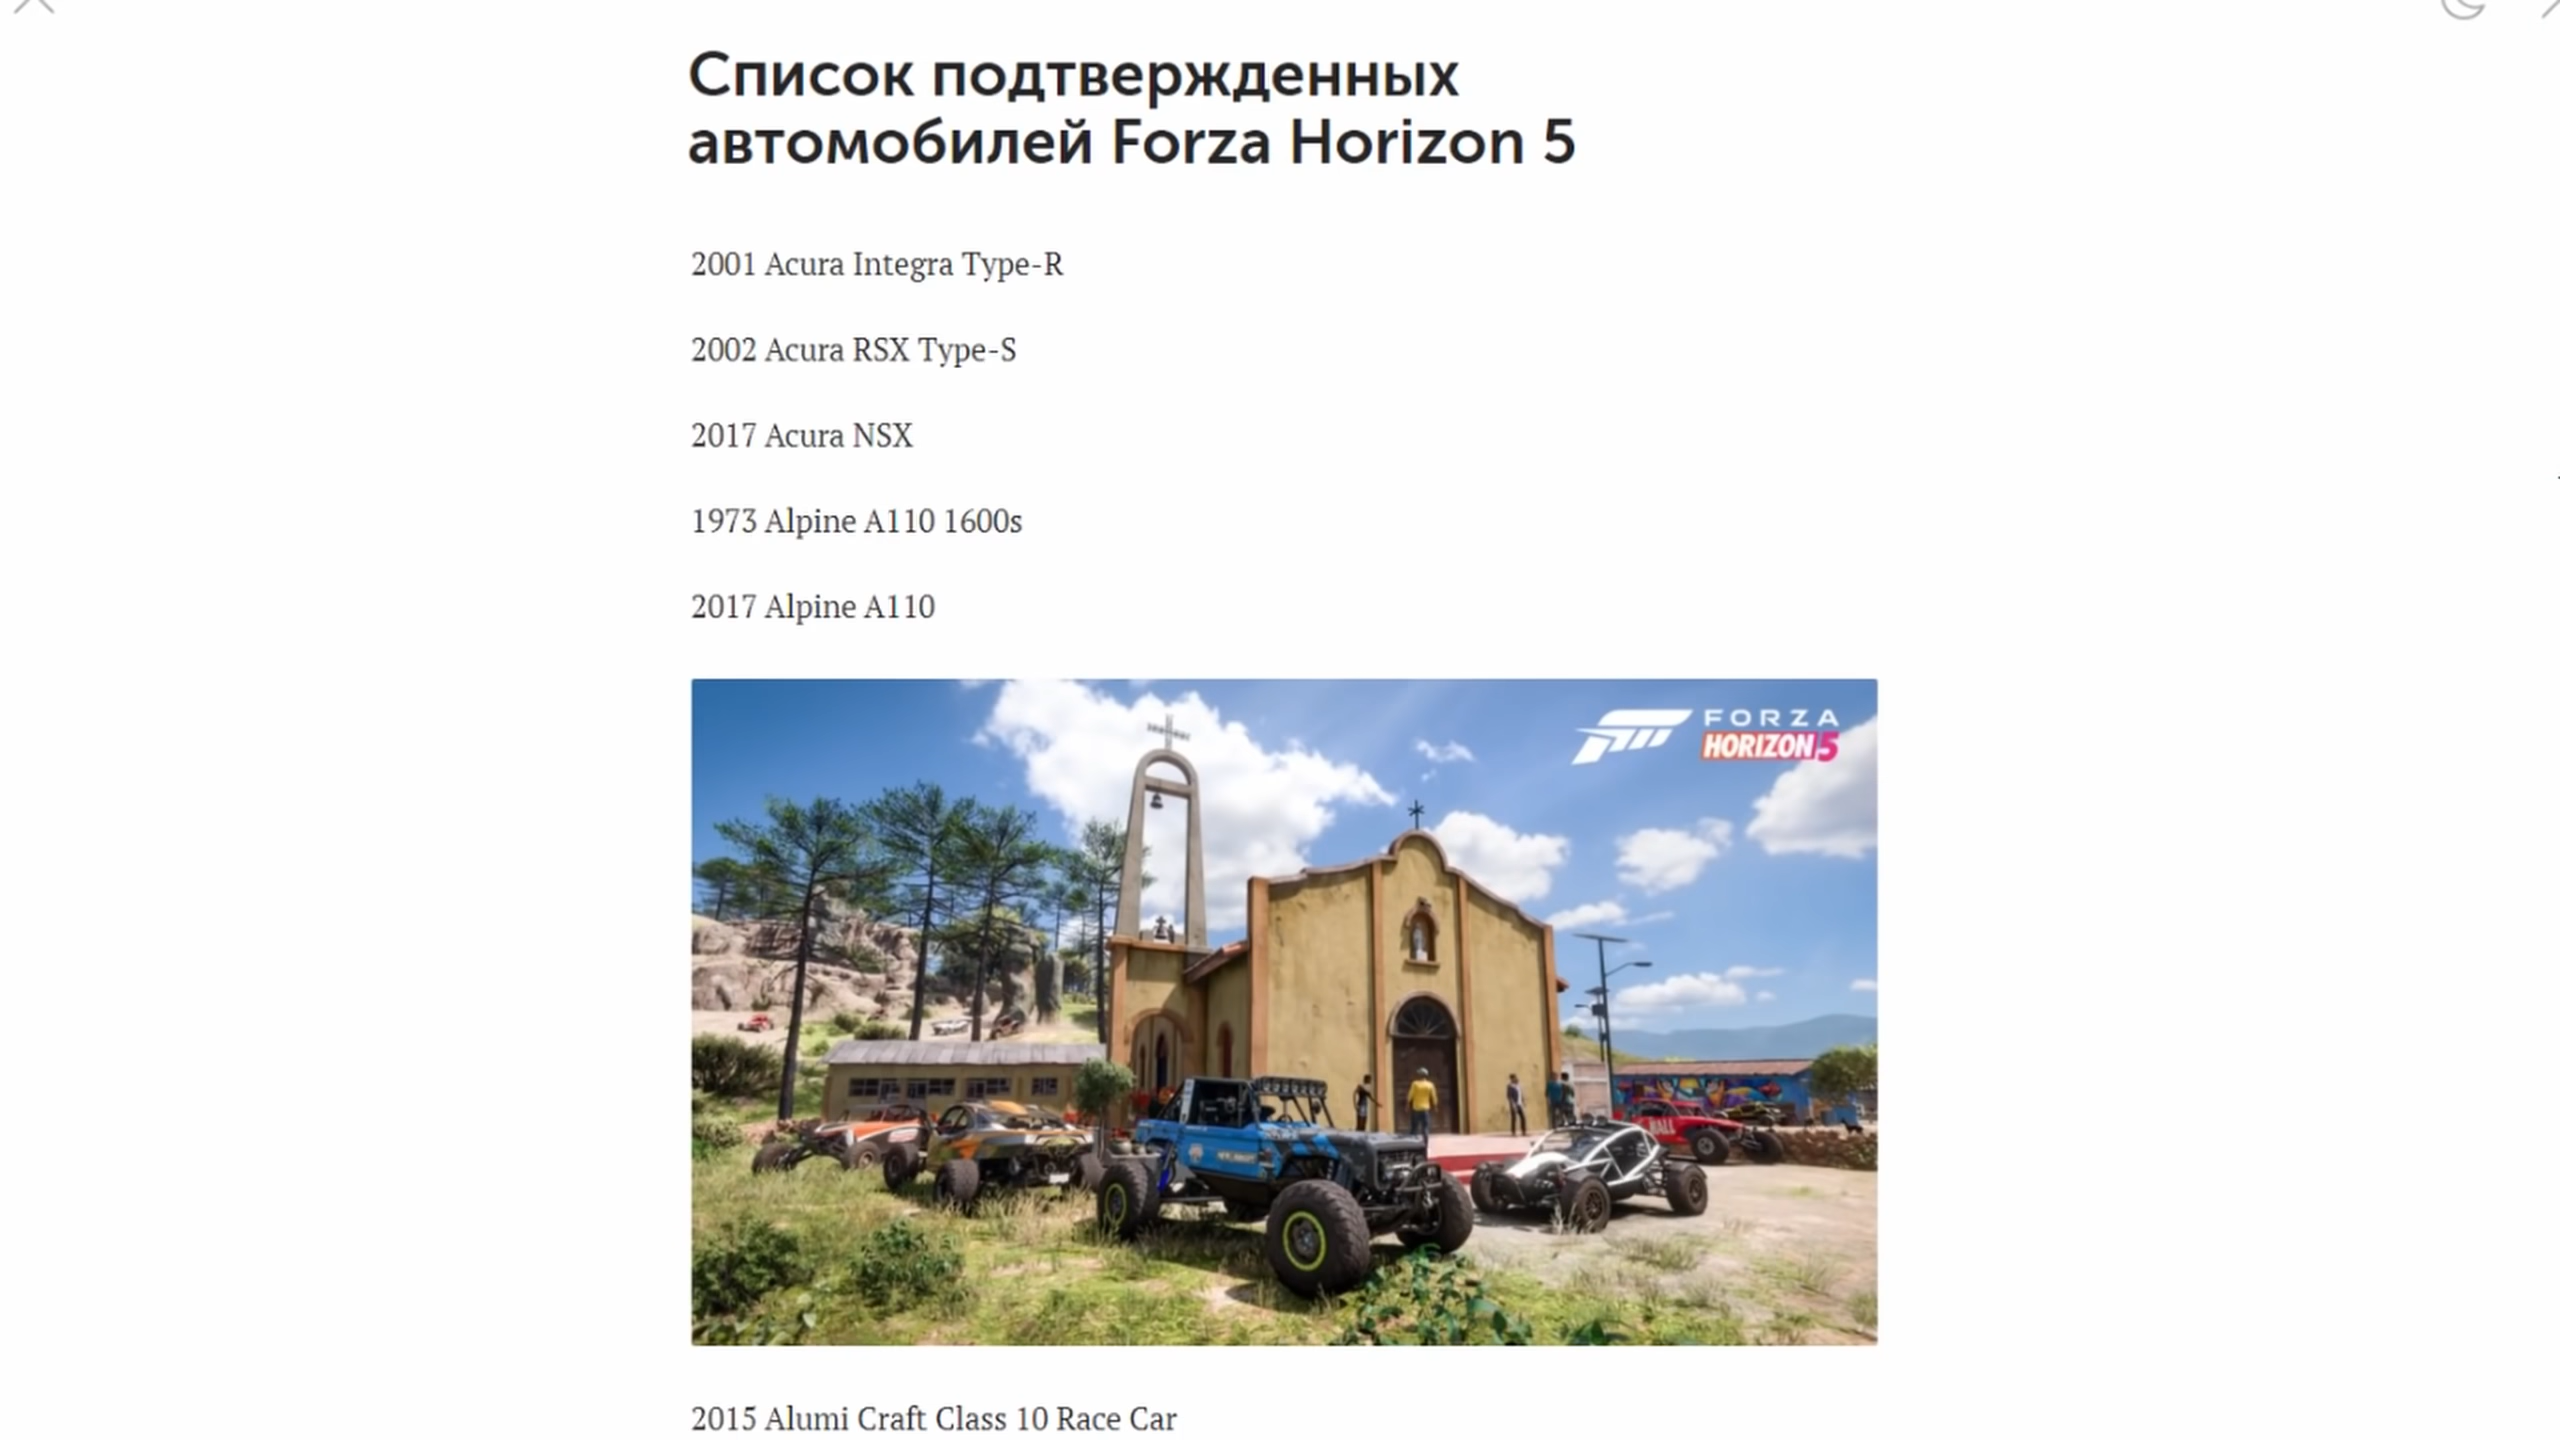 Список подтвержденных
автомобилей Forza Horizon 5
2001 Acura Integra Type-R
2002 Acura RSX Type-S
2017 Acura NSX
1973 Alpine A110 1600s
2017 Alpine A110
FORZA
HORIZON 5
2015 Alumi Craft Class 10 Race Car